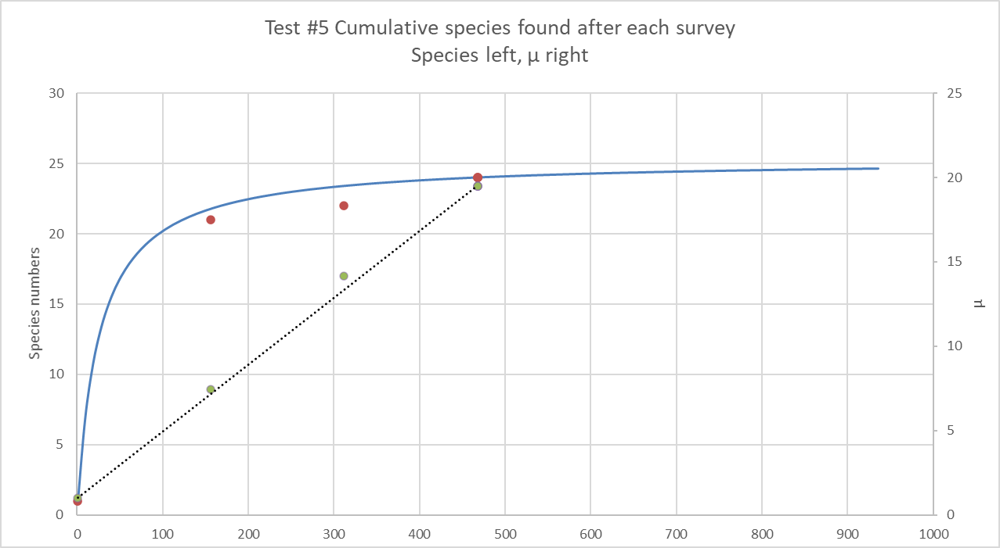 Test #5 Cumulative species found after each survey
Species left, µ right
30
25
20
15
10
5
0
Species numbers
25
20
15
10
5
0
µ
0 100 200 300 400 500 600 700 800 900 1000